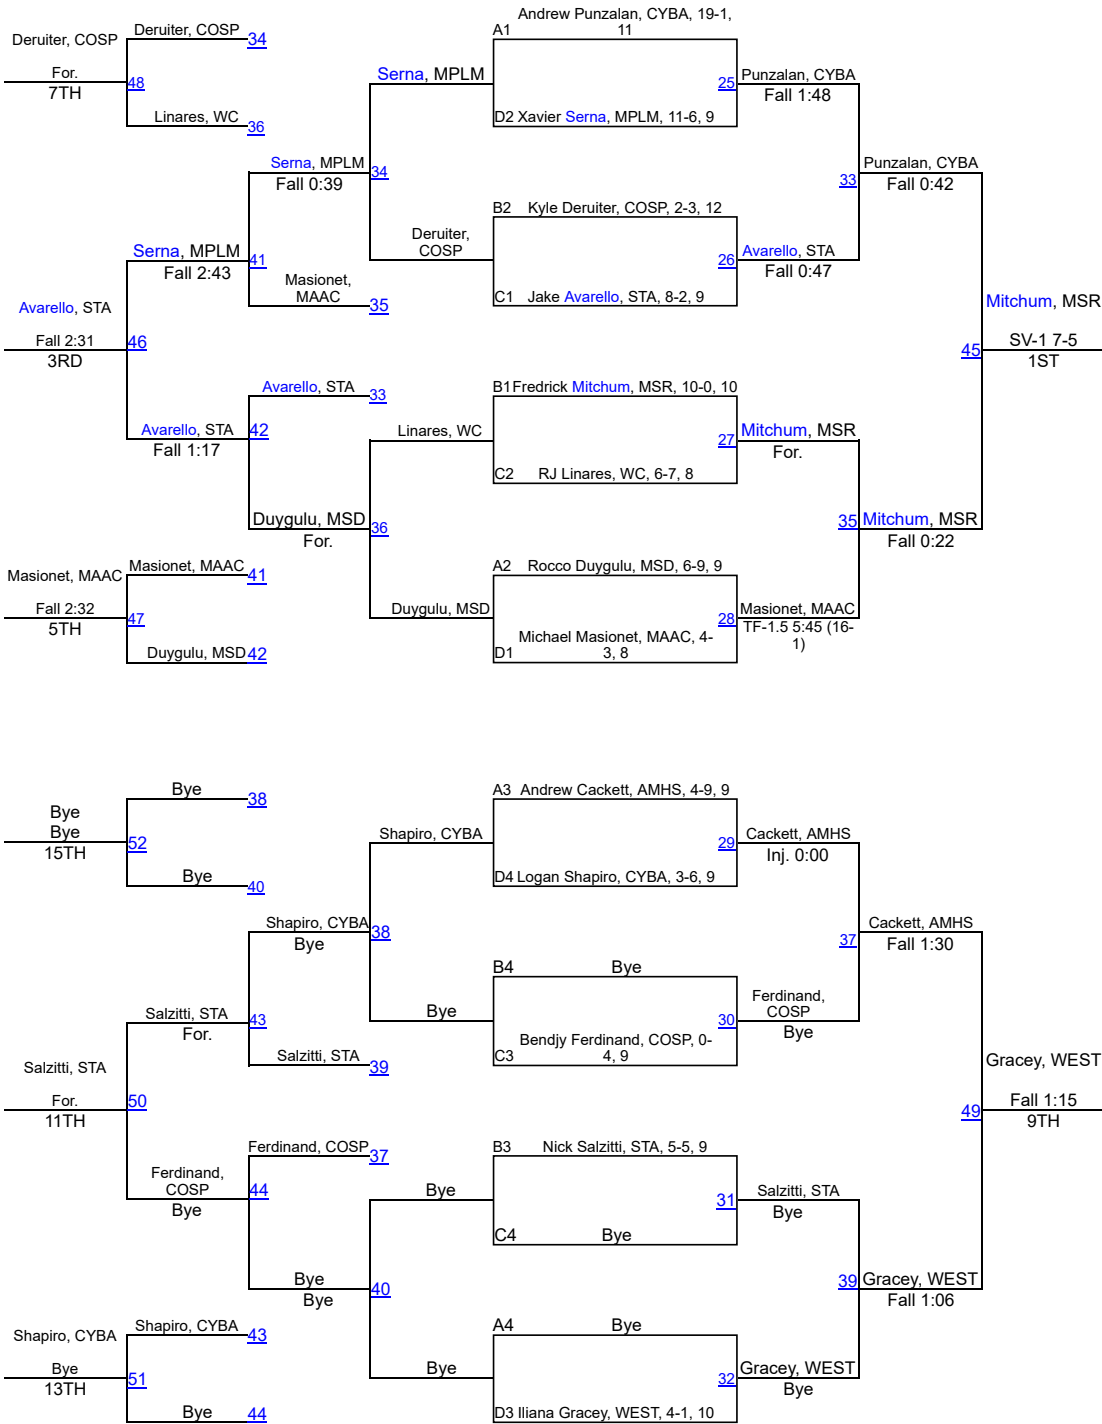 Andrew Punzalan, CYBA, 19-1,
11
A1
Deruiter, COSP
Deruiter, COSP
34
For.
7TH
48
Serna, MPLM
25
Punzalan, CYBA
Fall 1:48
Linares, WC
36
D2 Xavier Serna, MPLM, 11-6, 9
Serna, MPLM
Fall 0:39
34
33
Punzalan, CYBA
Fall 0:42
B2 Kyle Deruiter, COSP, 2-3, 12
Deruiter,
COSP
Serna, MPLM
Fall 2:43
41
26
Avarello, STA
Fall 0:47
Masionet,
MAAC
35
C1 Jake Avarello, STA, 8-2, 9
Avarello, STA
Fall 2:31
3RD
46
Mitchum, MSR
45
SV-1 7-5
1ST
Avarello, STA
33
B1 Fredrick Mitchum, MSR, 10-0, 10
Avarello, STA
Fall 1:17
42
Linares, WC
27
Mitchum, MSR
For.
C2 RJ Linares, WC, 6-7, 8
Duygulu, MSD
For.
36
35
Mitchum, MSR
Fall 0:22
Masionet, MAAC
Masionet, MAAC
41
A2 Rocco Duygulu, MSD, 6-9, 9
Fall 2:32
5TH
47
Duygulu, MSD
28
Masionet, MAAC
TF-1.5 5:45 (16-
1)
Duygulu, MSD
42
Michael Masionet, MAAC, 4-
3, 8
D1
Bye
38
A3 Andrew Cackett, AMHS, 4-9, 9
Bye
Bye
15TH
52
Shapiro, CYBA
29
Cackett, AMHS
Inj. 0:00
Bye
40
D4 Logan Shapiro, CYBA, 3-6, 9
Shapiro, CYBA
Bye
38
37
Cackett, AMHS
Fall 1:30
B4 Bye
Salzitti, STA
For.
43
Bye
30
Ferdinand,
COSP
Bye
Salzitti, STA
39
Bendjy Ferdinand, COSP, 0-
4, 9
C3
Salzitti, STA
For.
11TH
50
Gracey, WEST
49
Fall 1:15
9TH
Ferdinand, COSP
37
B3 Nick Salzitti, STA, 5-5, 9
Ferdinand,
COSP
Bye
44
Bye
31
Salzitti, STA
Bye
C4 Bye
Bye
Bye
40
39
Gracey, WEST
Fall 1:06
Shapiro, CYBA
Shapiro, CYBA
43
A4 Bye
Bye
13TH
51
Bye
32
Gracey, WEST
Bye
Bye
44
D3 Iliana Gracey, WEST, 4-1, 10